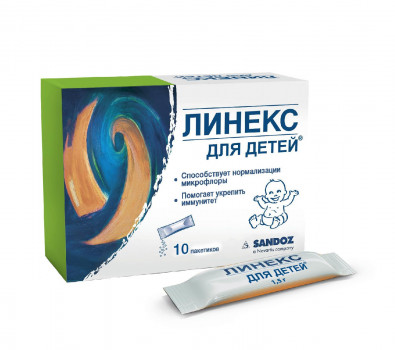 ЛИНЕКС
ДЛЯ ДЕТЕЙ®
• Способствует нормализации
микрофлоры
• Помогает укрепить
иммунитет
10 пакетиков
SANDOZ
a Novartis company
ЛИНЕКС
ДЛЯ ДЕТЕЙ®
1,5 г